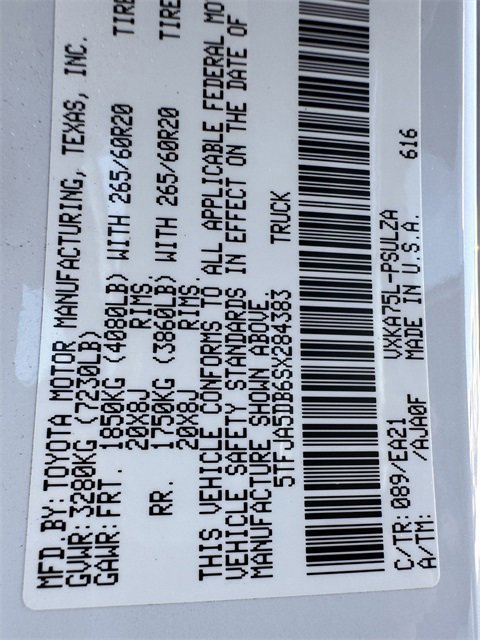 MFD. BY: TOYOTA MOTOR MANUFACTURING, TEXAS, INC.
GVWR: 3280KG (7230LB)
GAWR: FRT. 1850KG (4080LB) WITH 265/60R20 TIRE
20X8J RIMS,
RR. 1750KG (3860LB) WITH 265/60R20 TIRE
20X8J RIMS.
THIS VEHICLE CONFORMS TO ALL APPLICABLE FEDERAL MO
VEHICLE SAFETY STANDARDS IN EFFECT ON THE DATE OF
MANUFACTURE SHOWN ABOVE.
5TFJA5DB6SX284383 TRUCK
C/TR: 089/EA21 VXKA75L-PSULZA
A/TM: /AJA0F MADE IN U.S.A. 616